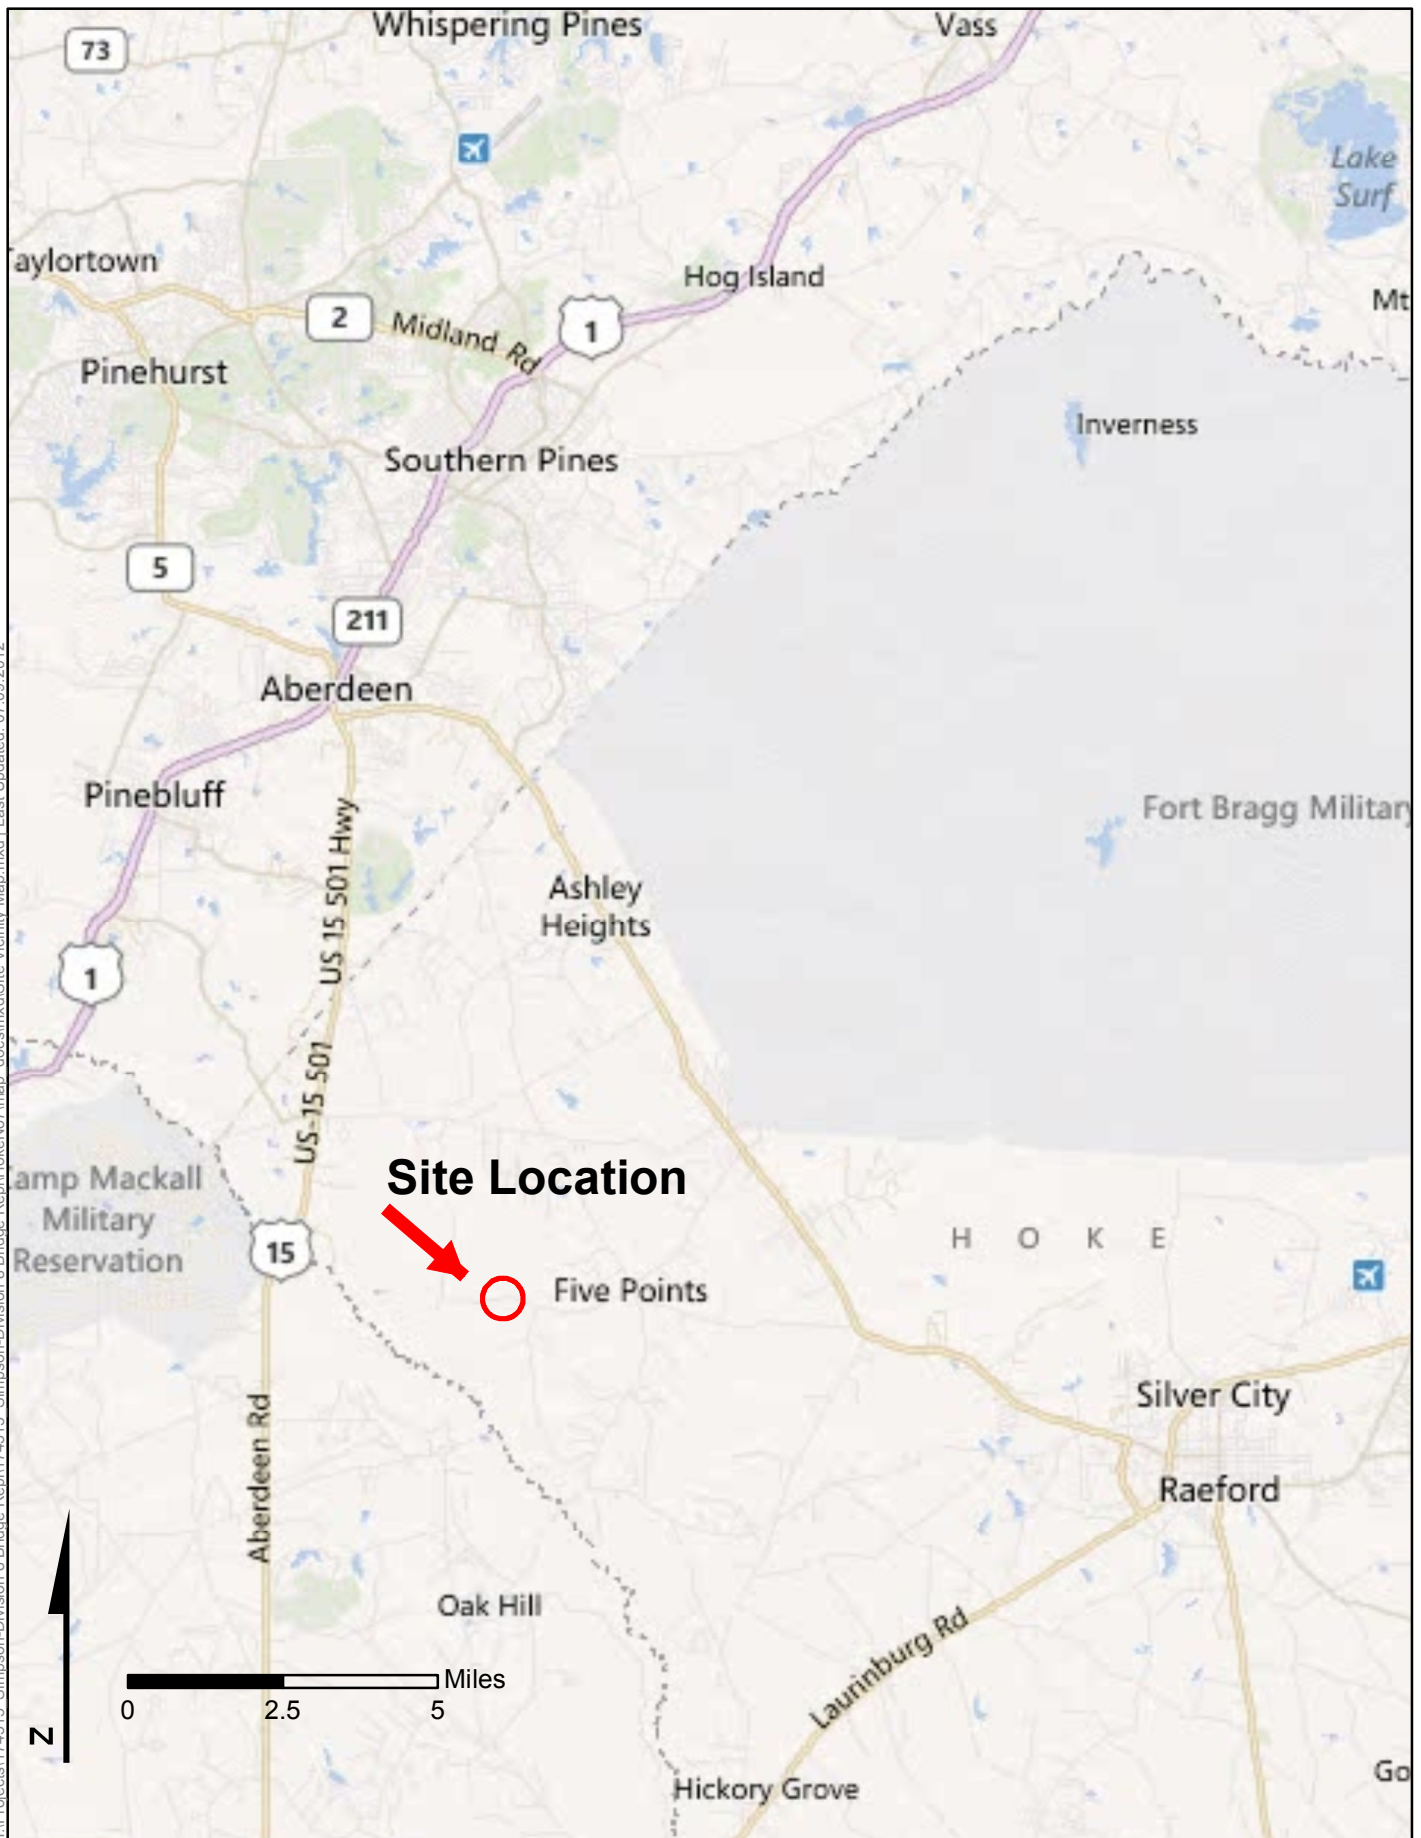 Whispering Pines
Vass
73
Lake
Surf
aylortown
Hog Island
Mt
2
Midland Rd
1
Pinehurst
Inverness
Southern Pines
5
211
Aberdeen
Pinebluff
Fort Bragg Military
US 15 501 Hwy
Ashley
Heights
1
US-15 501
Site Location
amp Mackall
Military
Reservation
15
H O K E
Five Points
Silver City
Aberdeen Rd
Raeford
Oak Hill
Laurinburg Rd
Miles
0 2.5 5
N
Hickory Grove
Go